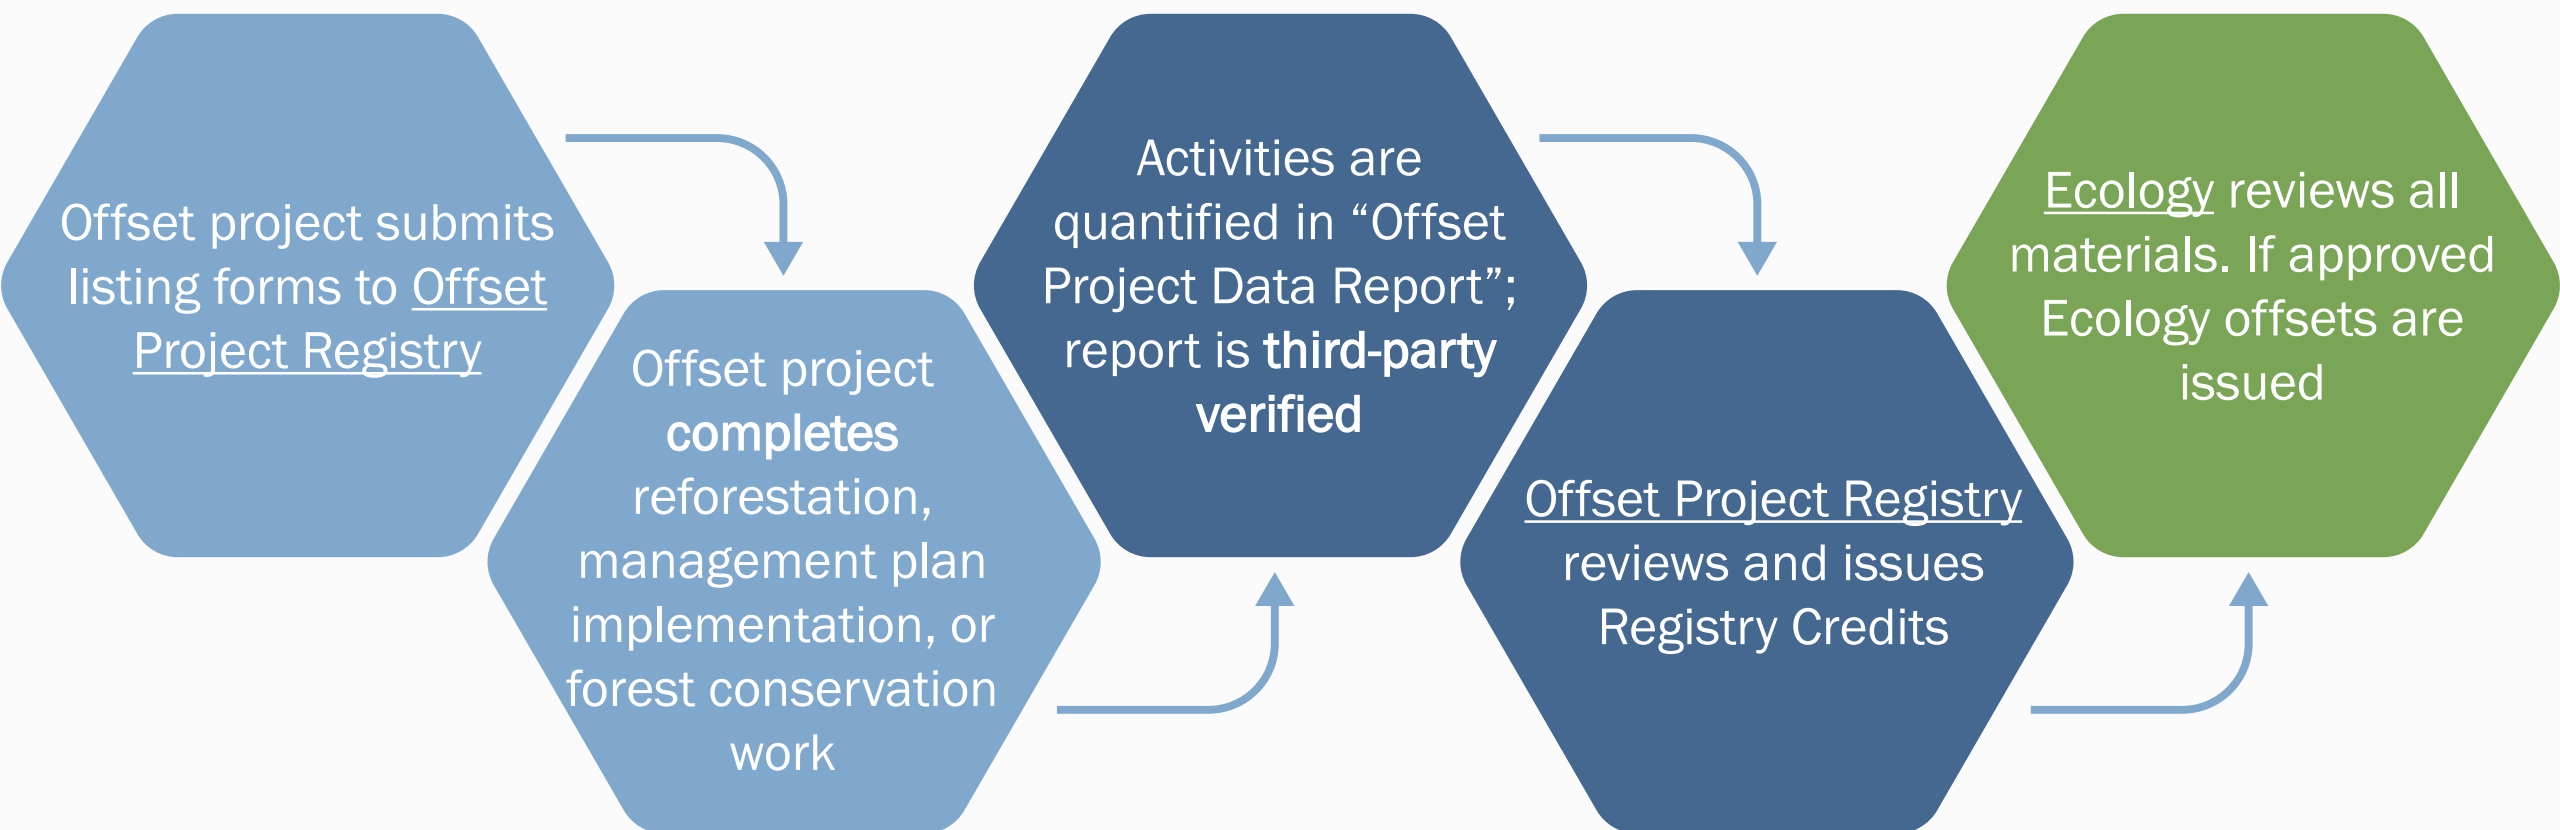 Offset project submits
listing forms to Offset
Project Registry
Offset project
completes
reforestation,
management plan
implementation, or
forest conservation
work
Activities are
quantified in “Offset
Project Data Report”;
report is third-party
verified
Offset Project Registry
reviews and issues
Registry Credits
Ecology reviews all
materials. If approved
Ecology offsets are
issued